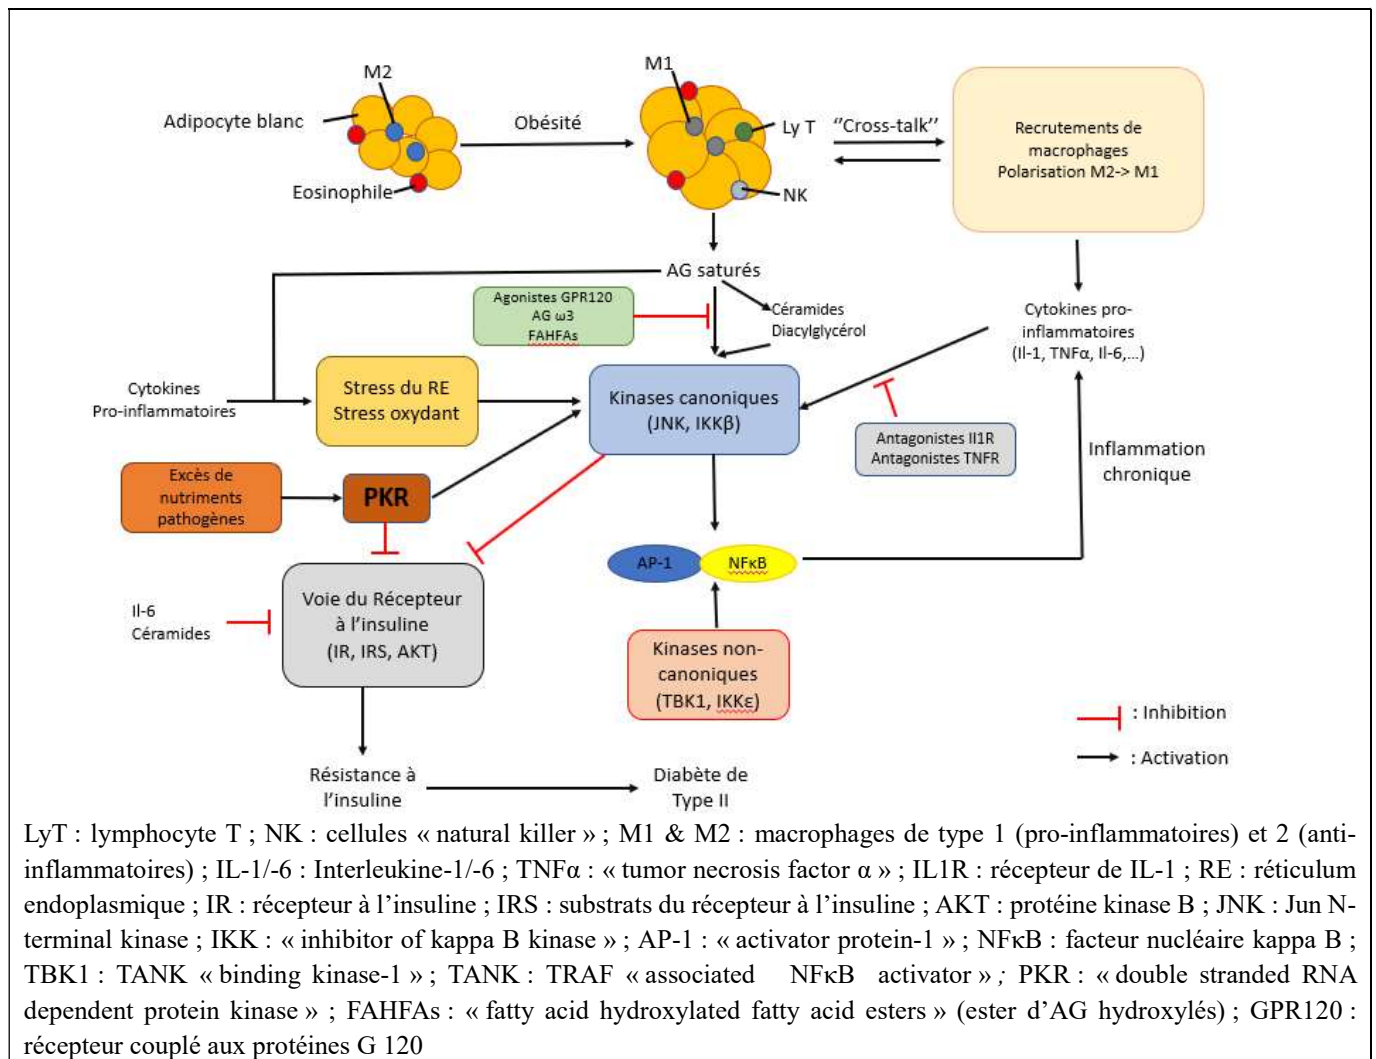 M2
Adipocyte blanc
Eosinophile
Obésité
M1
Ly T
NK
‘’Cross-talk’’
Recrutements de
macrophages
Polarisation M2-> M1
AG saturés
Agonistes GPR120
AG ω3
FAHFAs
Céramides
Diacylglycérol
Cytokines pro-
inflammatoires
(Il-1, TNFα, Il-6,...)
Cytokines
Pro-inflammatoires
Stress du RE
Stress oxydant
Kinases canoniques
(JNK, IKKβ)
Antagonistes Il1R
Antagonistes TNFR
Inflammation
chronique
Excès de
nutriments
pathogènes
PKR
AP-1
NFκB
Il-6
Céramides
Voie du Récepteur
à l’insuline
(IR, IRS, AKT)
Kinases non-
canoniques
(TBK1, IKKε)
: Inhibition
: Activation
Résistance à
l’insuline
Diabète de
Type II
LyT : lymphocyte T ; NK : cellules « natural killer » ; M1 & M2 : macrophages de type 1 (pro-inflammatoires) et 2 (anti-
inflammatoires) ; IL-1/-6 : Interleukine-1/-6 ; TNFα : « tumor necrosis factor α » ; IL1R : récepteur de IL-1 ; RE : réticulum
endoplasmique ; IR : récepteur à l’insuline ; IRS : substrats du récepteur à l’insuline ; AKT : protéine kinase B ; JNK : Jun N-
terminal kinase ; IKK : « inhibitor of kappa B kinase » ; AP-1 : « activator protein-1 » ; NFκB : facteur nucléaire kappa B ;
TBK1 : TANK « binding kinase-1 » ; TANK : TRAF « associated NFκB activator » ; PKR : « double stranded RNA
dependent protein kinase » ; FAHFAs : « fatty acid hydroxylated fatty acid esters » (ester d’AG hydroxylés) ; GPR120 :
récepteur couplé aux protéines G 120